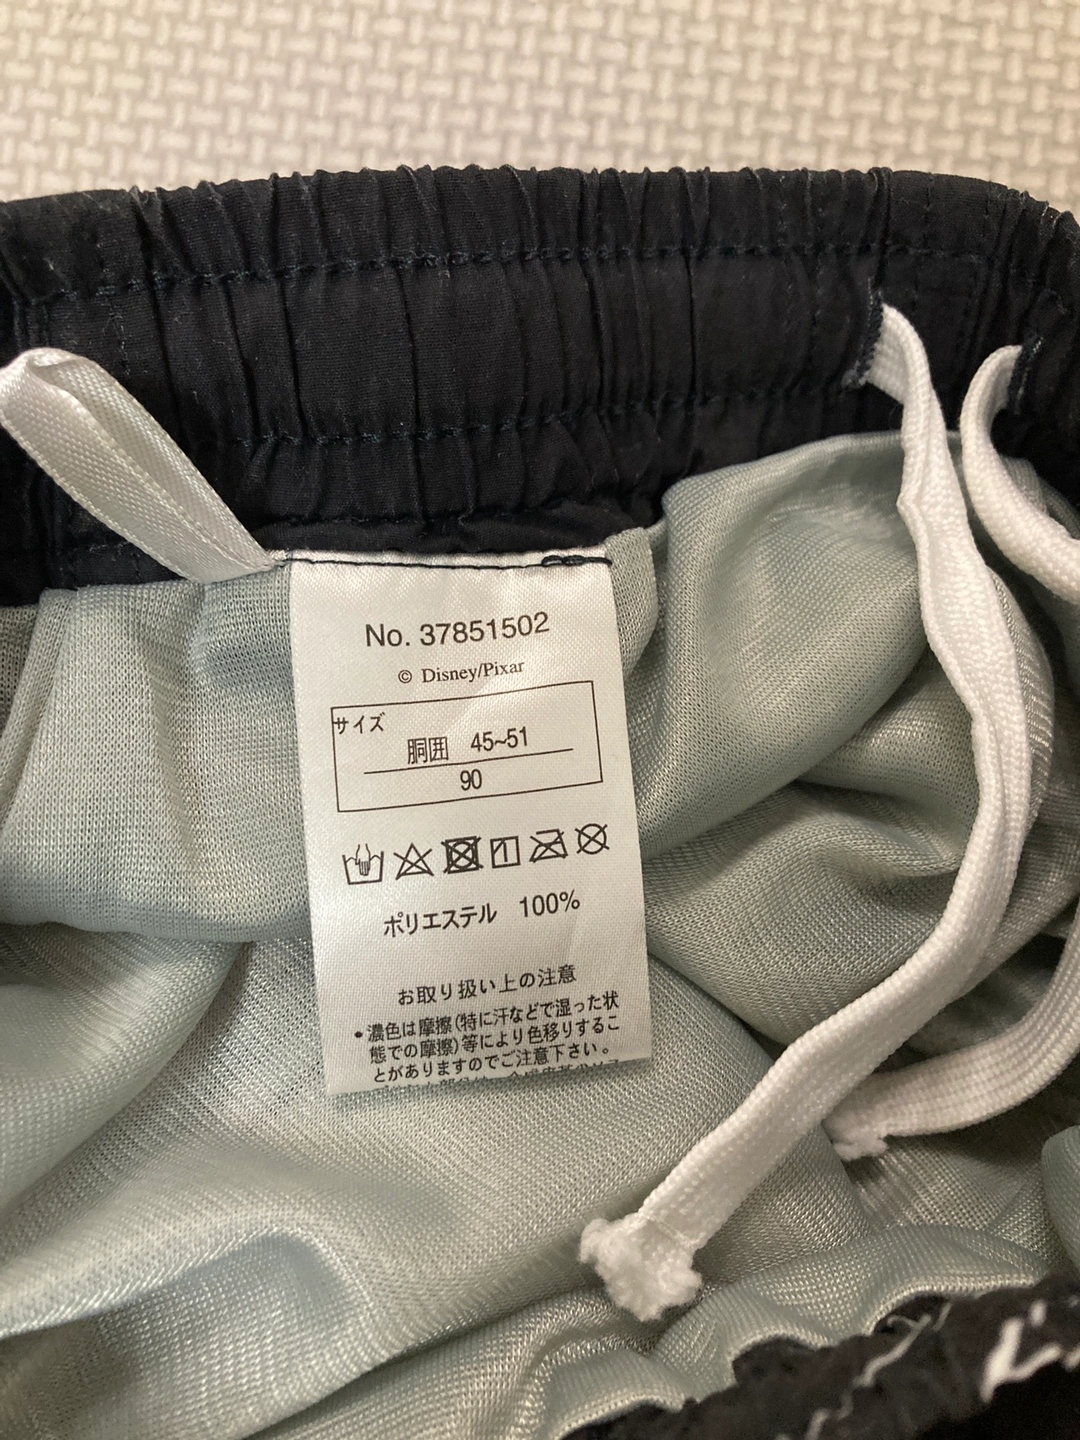 No. 37851502
© Disney/Pixar
サイズ
胴囲 45~51
90
ポリエステル 100%
お取り扱い上の注意
•濃色は摩擦(特に汗などで湿った状
態での摩擦)等により色移りするこ
とがありますのでご注意下さい。